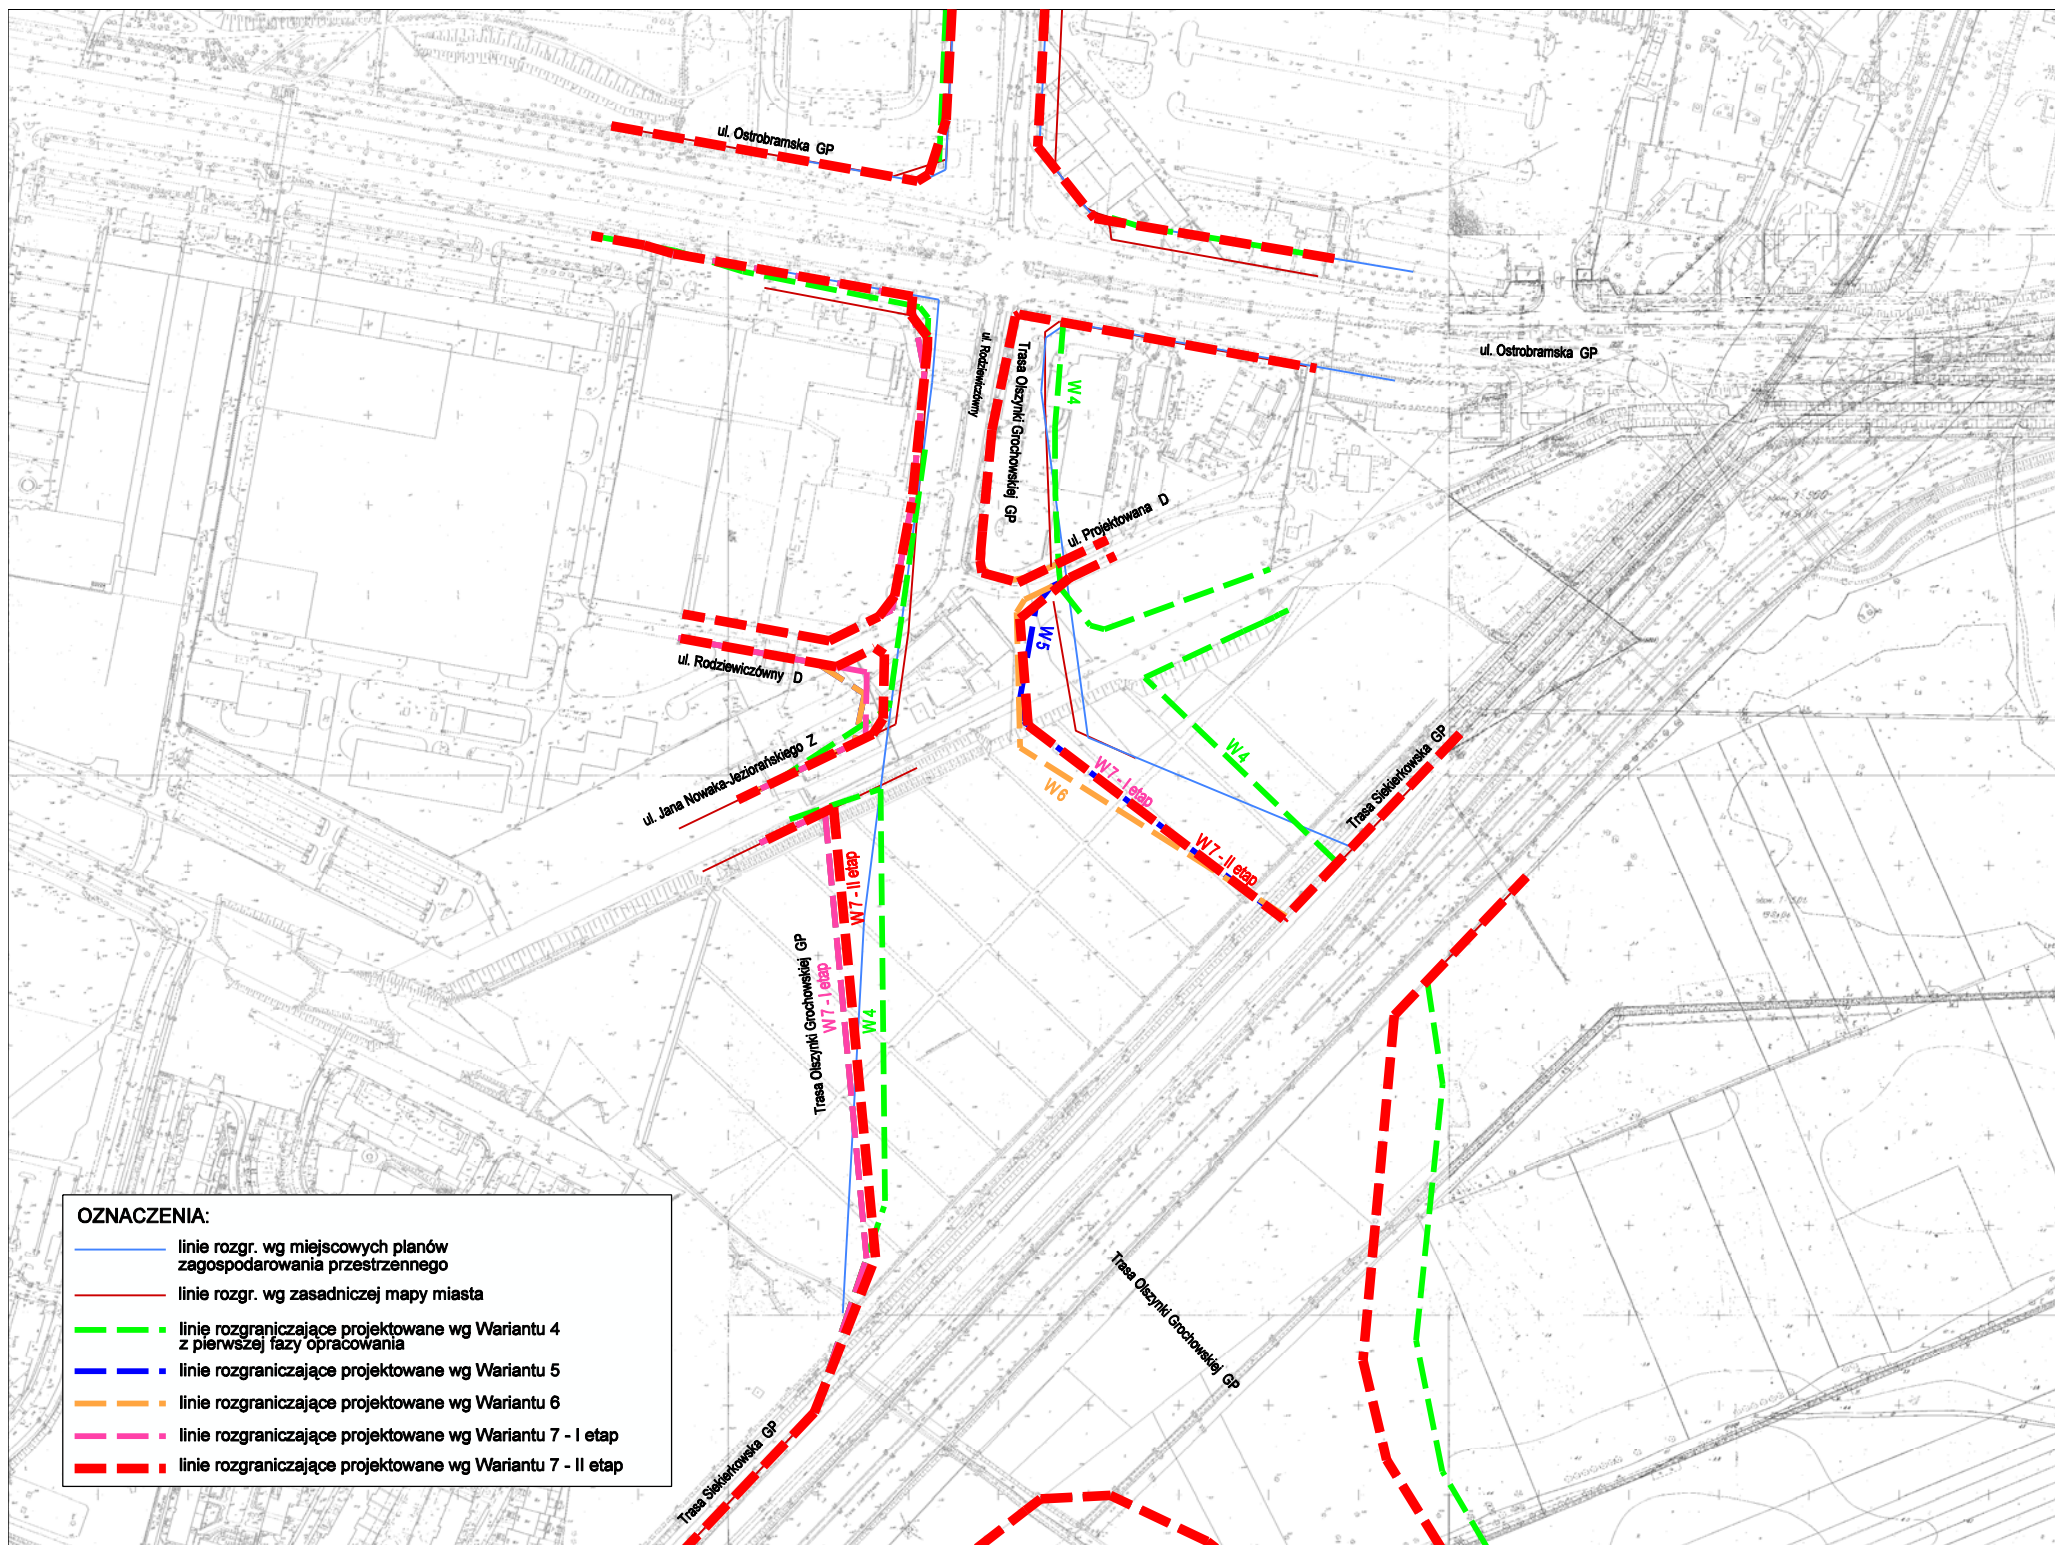 ul. Ostrobramska GP
ul. Ostrobramska GP
ul. Rodziewiczówny
Trasa Olszynki Grochowskiej GP
W4
ul. Projektowana D
W5
ul. Rodziewiczówny D
ul. Jana Nowaka-Jeziorańskiego Z
W4
W7 - I etap
W6
Trasa Siekierkowska GP
W7 - II etap
W7 - II etap
Trasa Olszynki Grochowskiej GP
W7 - I etap
W4
Trasa Olszynki Grochowskiej GP
Trasa Siekierkowska GP
OZNACZENIA:
linie rozgr. wg miejscowych planów
zagospodarowania przestrzennego
linie rozgr. wg zasadniczej mapy miasta
linie rozgraniczające projektowane wg Wariantu 4
z pierwszej fazy opracowania
linie rozgraniczające projektowane wg Wariantu 5
linie rozgraniczające projektowane wg Wariantu 6
linie rozgraniczające projektowane wg Wariantu 7 - I etap
linie rozgraniczające projektowane wg Wariantu 7 - II etap